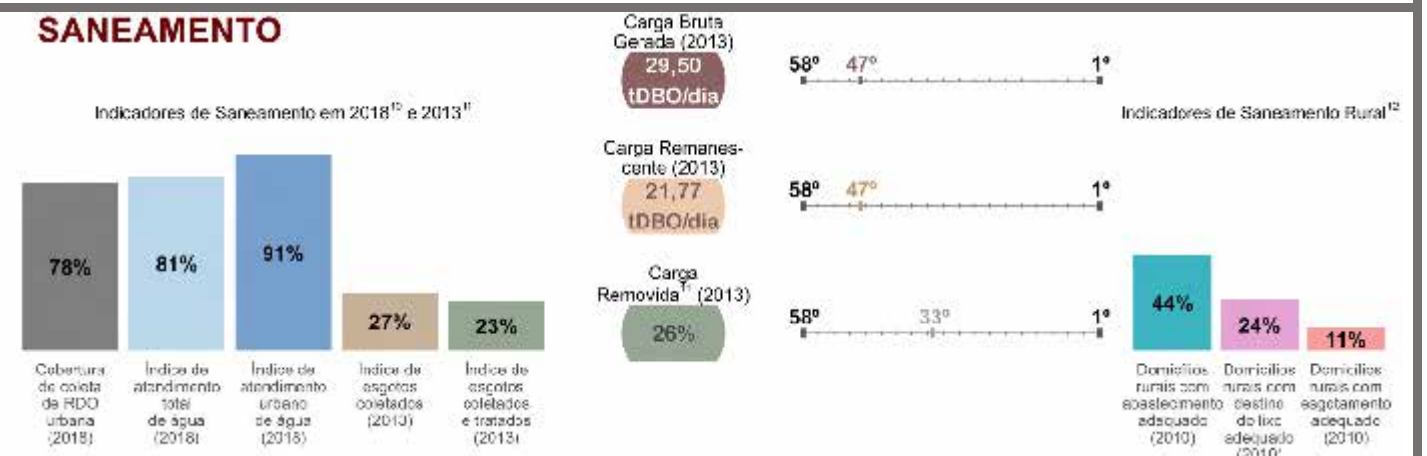 SANEAMENTO
Indicadores de Saneamento em 2018¹⁰ e 2013¹¹
78%
81%
91%
27%
23%
Cobertura
de coleta
de RDO
urbana
(2018)
Índice de
atendimento
total
de água
(2018)
Índice de
atendimento
urbano
de água
(2018)
Índice de
esgotos
coletados
(2013)
Índice de
esgotos
coletados
e tratados
(2013)
Carga Bruta
Gerada (2013)
29,50
tDBO/dia
58º 47º 1º
Carga Remanes-
cente (2013)
21,77
tDBO/dia
58º 47º 1º
Carga
Removida¹¹ (2013)
26%
58º 33º 1º
Indicadores de Saneamento Rural¹²
44%
24%
11%
Domicílios
rurais com
abastecimento
adequado
(2010)
Domicílios
rurais com
destino
do lixo
adequado
(2010)
Domicílios
rurais com
esgotamento
adequado
(2010)